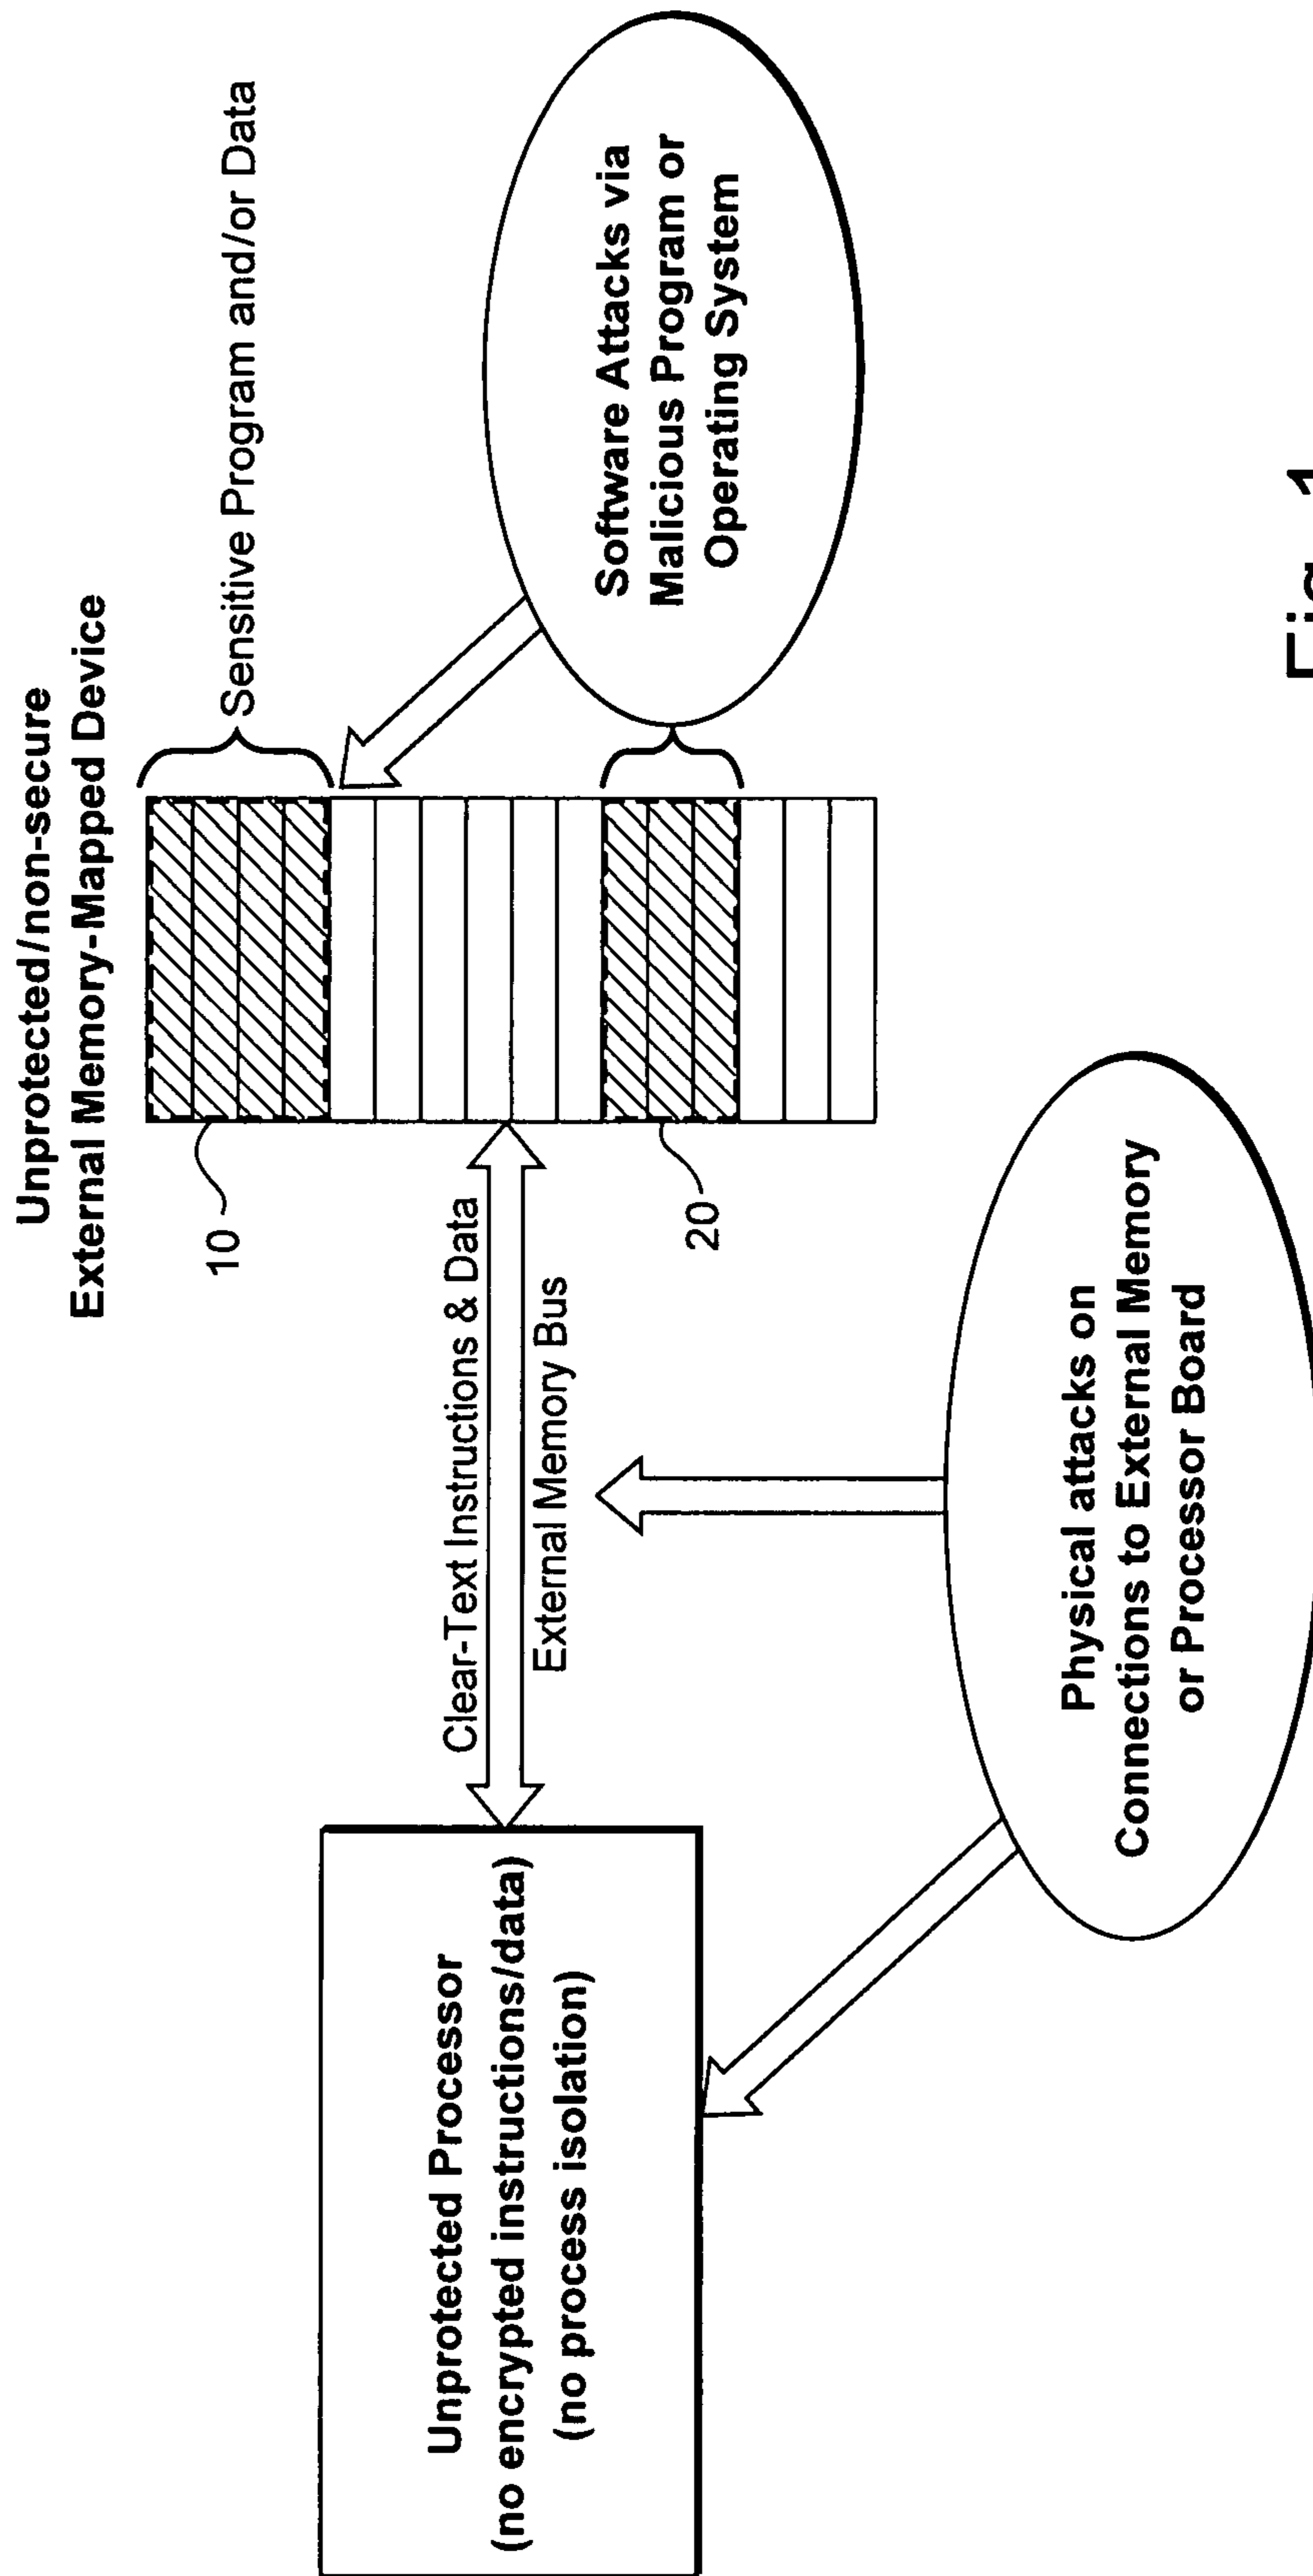 Unprotected/non-secure
External Memory-Mapped Device
Sensitive Program and/or Data
10
Clear-Text Instructions & Data
External Memory Bus
20
Unprotected Processor
(no encrypted instructions/data)
(no process isolation)
Software Attacks via
Malicious Program or
Operating System
Physical attacks on
Connections to External Memory
or Processor Board
Fig. 1